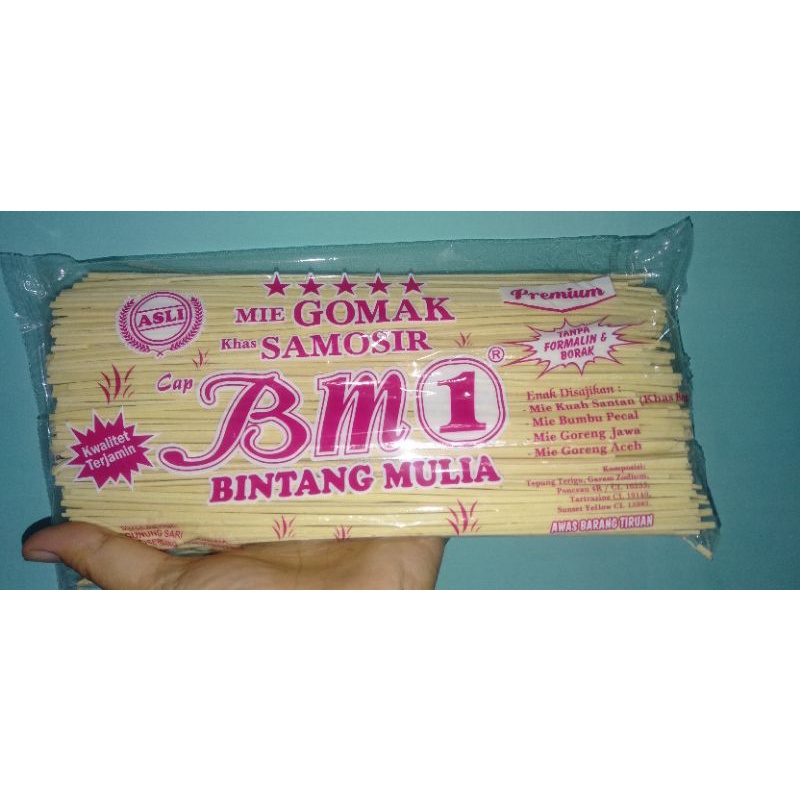 ASLI
MIE GOMAK
Khas SAMOSIR
Cap
BM1®
BINTANG MULIA
Kwalitet
Terjamin
Premium
TANPA
FORMALIN &
BORAK
Enak Disajikan :
- Mie Kuah Santan (Khas
- Mie Bumbu Pecal
- Mie Goreng Jawa
- Mie Goreng Aceh
Komposisi:
Tepung Terigu, Garam Zodium,
Ponceau 4R / CI. 16255,
Tartrazine CI. 19140,
Sunset Yellow CI.
AWAS BARANG TIRUAN
SARI